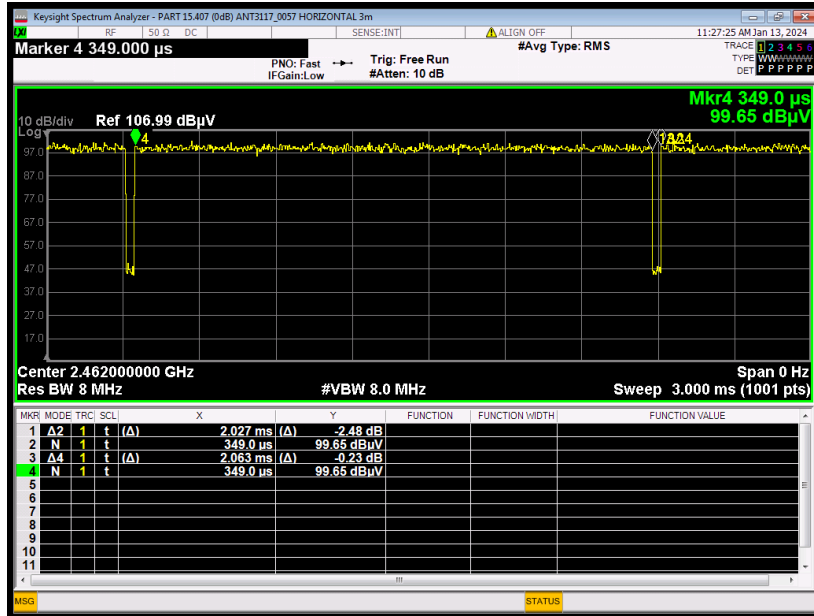 Keysight Spectrum Analyzer - PART 15.407 (0dB) ANT3117_0057 HORIZONTAL 3m
LXI RF 50 Ω DC SENSE:INT ALIGN OFF 11:27:25 AM Jan 13, 2024
Marker 4 349.000 µs
#Avg Type: RMS
TRACE 1 2 3 4 5 6
PNO: Fast Trig: Free Run
TYPE WWWWWW
IFGain:Low #Atten: 10 dB
DET P P P P P P
Mkr4 349.0 µs
99.65 dBµV
10 dB/div Ref 106.99 dBµV
Log
4
97.0
87.0
77.0
67.0
57.0
47.0
37.0
27.0
17.0
Center 2.462000000 GHz Span 0 Hz
Res BW 8 MHz #VBW 8.0 MHz Sweep 3.000 ms (1001 pts)
MKR MODE TRC SCL X Y FUNCTION FUNCTION WIDTH FUNCTION VALUE
1 Δ2 1 t (Δ) 2.027 ms (Δ) -2.48 dB
2 N 1 t 349.0 µs 99.65 dBµV
3 Δ4 1 t (Δ) 2.063 ms (Δ) -0.23 dB
4 N 1 t 349.0 µs 99.65 dBµV
5
6
7
8
9
10
11
MSG STATUS